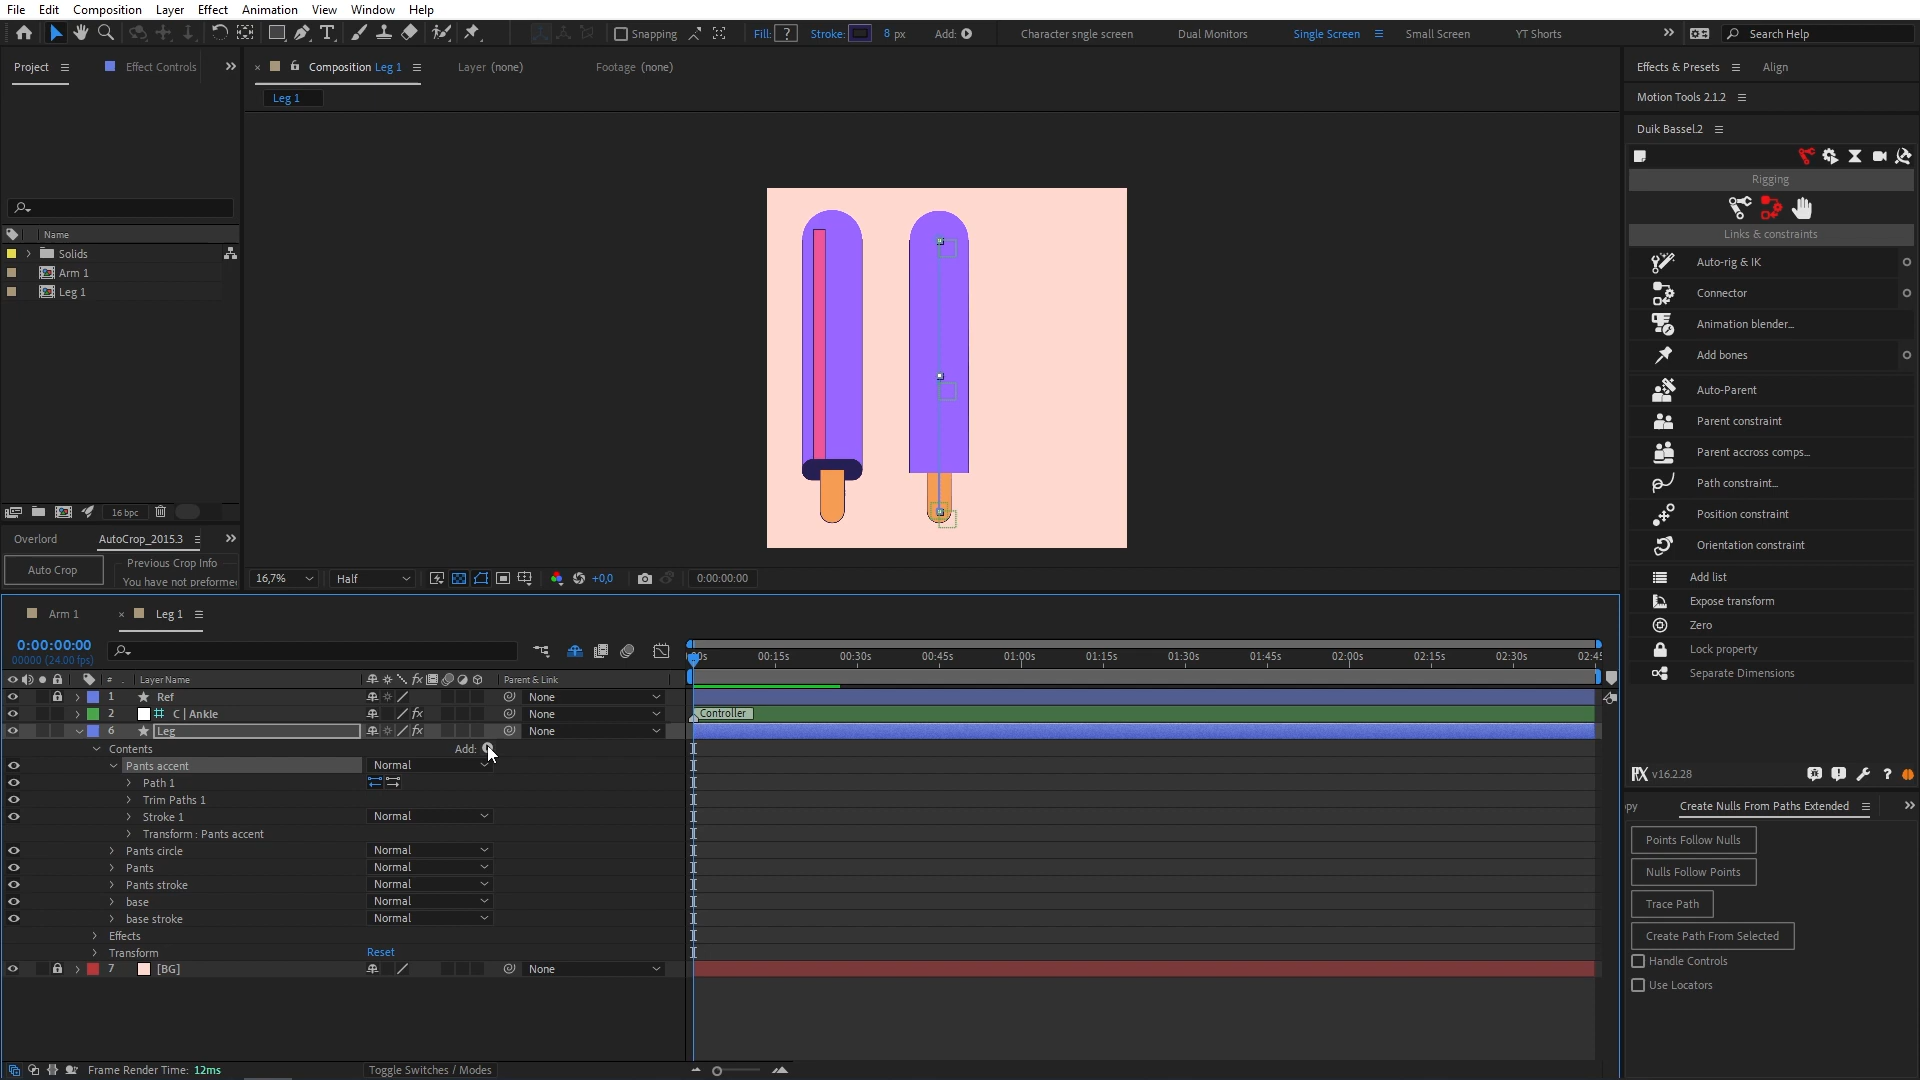 File Edit Composition Layer Effect Animation View Window Help
Snapping Fill: ? Stroke: 8 px Add: Character sngle screen Dual Monitors Single Screen Small Screen YT Shorts Search Help
Project Effect Controls Composition Leg 1 Layer (none) Footage (none) Effects & Presets Align
Leg 1
Motion Tools 2.1.2
Duik Bassel.2
Rigging
Links & constraints
Auto-rig & IK
Connector
Animation blender...
Add bones
Auto-Parent
Parent constraint
Parent accross comps...
Path constraint...
Position constraint
Orientation constraint
Add list
Expose transform
Zero
Lock property
Separate Dimensions
v16.2.28 ?
Name
Solids
Arm 1
Leg 1
16 bpc
Overlord AutoCrop_2015.3
Auto Crop Previous Crop Info
You have not preforme
16,7% Half +0,0 0:00:00:00
Arm 1 Leg 1
0:00:00:00
00000 (24.00 fps)
00:15s 00:30s 00:45s 01:00s 01:15s 01:30s 01:45s 02:00s 02:15s 02:30s
# Layer Name fx Parent & Link
1 Ref None
2 C | Ankle fx None Controller
6 Leg fx None
Contents Add:
Pants accent Normal
Path 1
Trim Paths 1
Stroke 1 Normal
Transform : Pants accent
Pants circle Normal
Pants Normal
Pants stroke Normal
base Normal
base stroke Normal
Effects
Transform Reset
7 [BG] None
Frame Render Time: 12ms Toggle Switches / Modes
py Create Nulls From Paths Extended
Points Follow Nulls
Nulls Follow Points
Trace Path
Create Path From Selected
Handle Controls
Use Locators